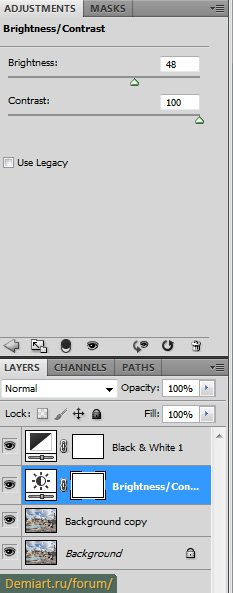 ADJUSTMENTS MASKS
Brightness/Contrast
Brightness: 48
Contrast: 100
Use Legacy
LAYERS CHANNELS PATHS
Normal Opacity: 100%
Lock: Fill: 100%
Black & White 1
Brightness/Con...
Background copy
Background
Demiart.ru/forum/